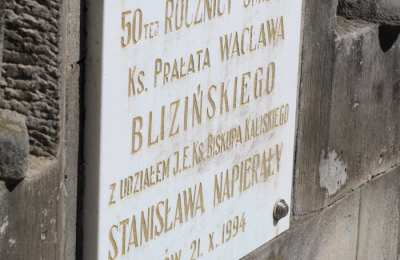 50TEJ ROCZNICY
KS. PRAŁATA WACŁAWA
BLIZIŃSKIEGO
Z UDZIAŁEM J.E. KS. BISKUPA KALISKIEGO
STANISŁAWA NAPIERAŁY
21.X.1994